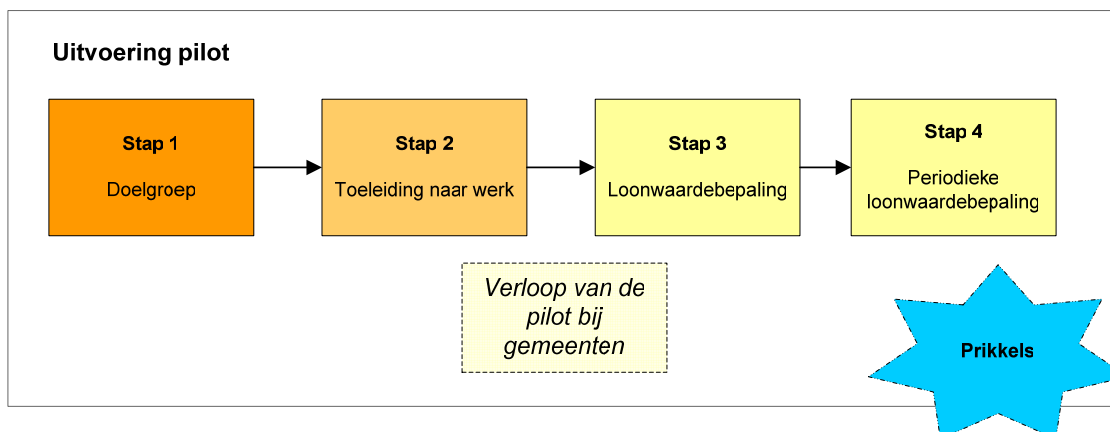 Uitvoering pilot
Stap 1
Doelgroep
Stap 2
Toeleiding naar werk
Stap 3
Loonwaardebepaling
Stap 4
Periodieke
loonwaardebepaling
Verloop van de
pilot bij
gemeenten
Prikkels